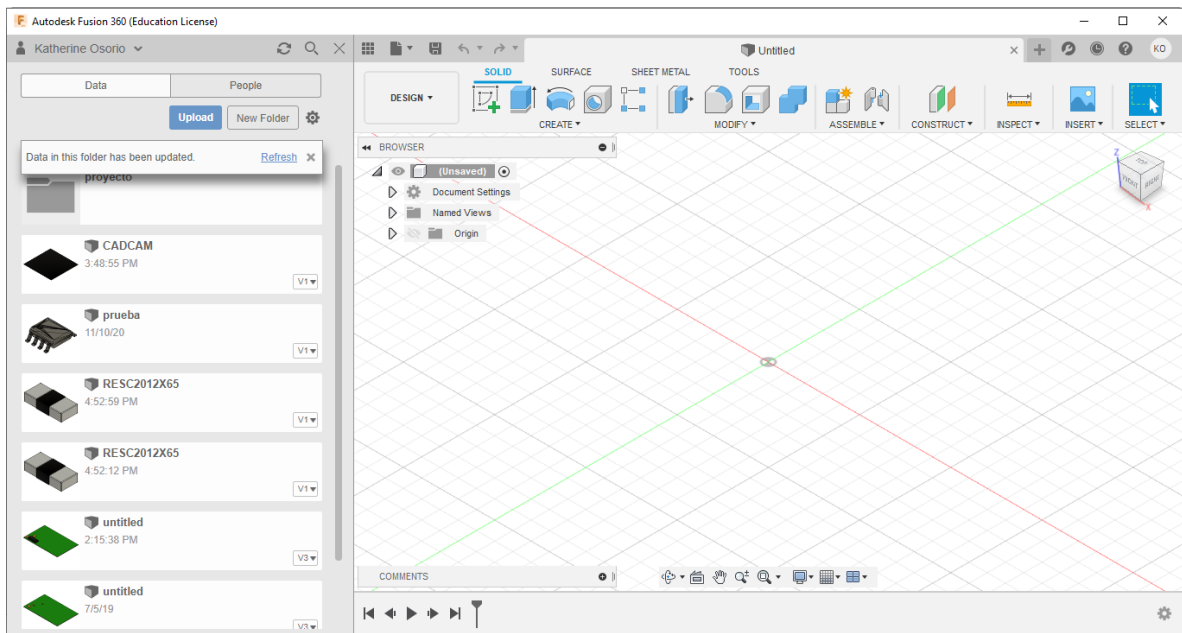 Autodesk Fusion 360 (Education License)
Katherine Osorio
Untitled
KO
Data
People
Upload
New Folder
Data in this folder has been updated.
Refresh
proyecto
CADCAM
3:48:55 PM
V1
prueba
11/10/20
V1
RESC2012X65
4:52:59 PM
V1
RESC2012X65
4:52:12 PM
V1
untitled
2:15:38 PM
V3
untitled
7/5/19
V3
DESIGN
SOLID
SURFACE
SHEET METAL
TOOLS
CREATE
MODIFY
ASSEMBLE
CONSTRUCT
INSPECT
INSERT
SELECT
BROWSER
(Unsaved)
Document Settings
Named Views
Origin
Z
TOP
FRONT
RIGHT
X
COMMENTS